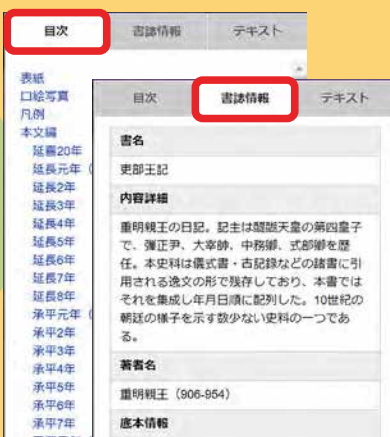 目次
書誌情報
テキスト
表紙
口絵写真
凡例
本文編
延喜20年
延長元年（
延長2年
延長3年
延長4年
延長5年
延長6年
延長7年
延長8年
承平元年（
承平2年
承平3年
承平4年
承平5年
承平6年
承平7年
目次
書誌情報
テキスト
書名
吏部王記
内容詳細
重明親王の日記。記主は醍醐天皇の第四皇子
で、弾正尹、大宰帥、中務卿、式部卿を歴
任。本史料は儀式書・古記録などの諸書に引
用される逸文の形で残存しており、本書では
それを集成し年月日順に配列した。10世紀の
朝廷の様子を示す数少ない史料の一つであ
る。
著者名
重明親王（906-954）
底本情報